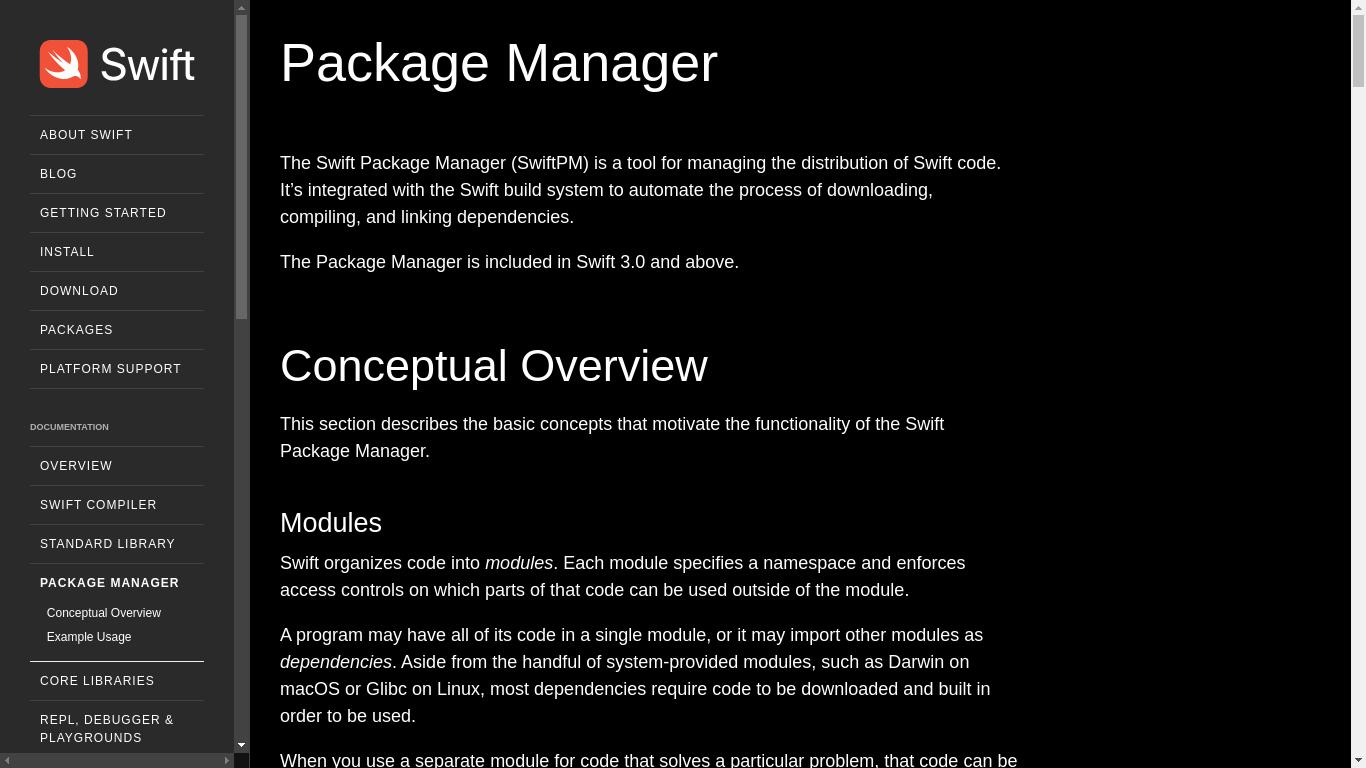 Swift
ABOUT SWIFT
BLOG
GETTING STARTED
INSTALL
DOWNLOAD
PACKAGES
PLATFORM SUPPORT
DOCUMENTATION
OVERVIEW
SWIFT COMPILER
STANDARD LIBRARY
PACKAGE MANAGER
Conceptual Overview
Example Usage
CORE LIBRARIES
REPL, DEBUGGER &
PLAYGROUNDS
Package Manager
The Swift Package Manager (SwiftPM) is a tool for managing the distribution of Swift code.
It’s integrated with the Swift build system to automate the process of downloading,
compiling, and linking dependencies.
The Package Manager is included in Swift 3.0 and above.
Conceptual Overview
This section describes the basic concepts that motivate the functionality of the Swift
Package Manager.
Modules
Swift organizes code into modules. Each module specifies a namespace and enforces
access controls on which parts of that code can be used outside of the module.
A program may have all of its code in a single module, or it may import other modules as
dependencies. Aside from the handful of system-provided modules, such as Darwin on
macOS or Glibc on Linux, most dependencies require code to be downloaded and built in
order to be used.
When you use a separate module for code that solves a particular problem, that code can be